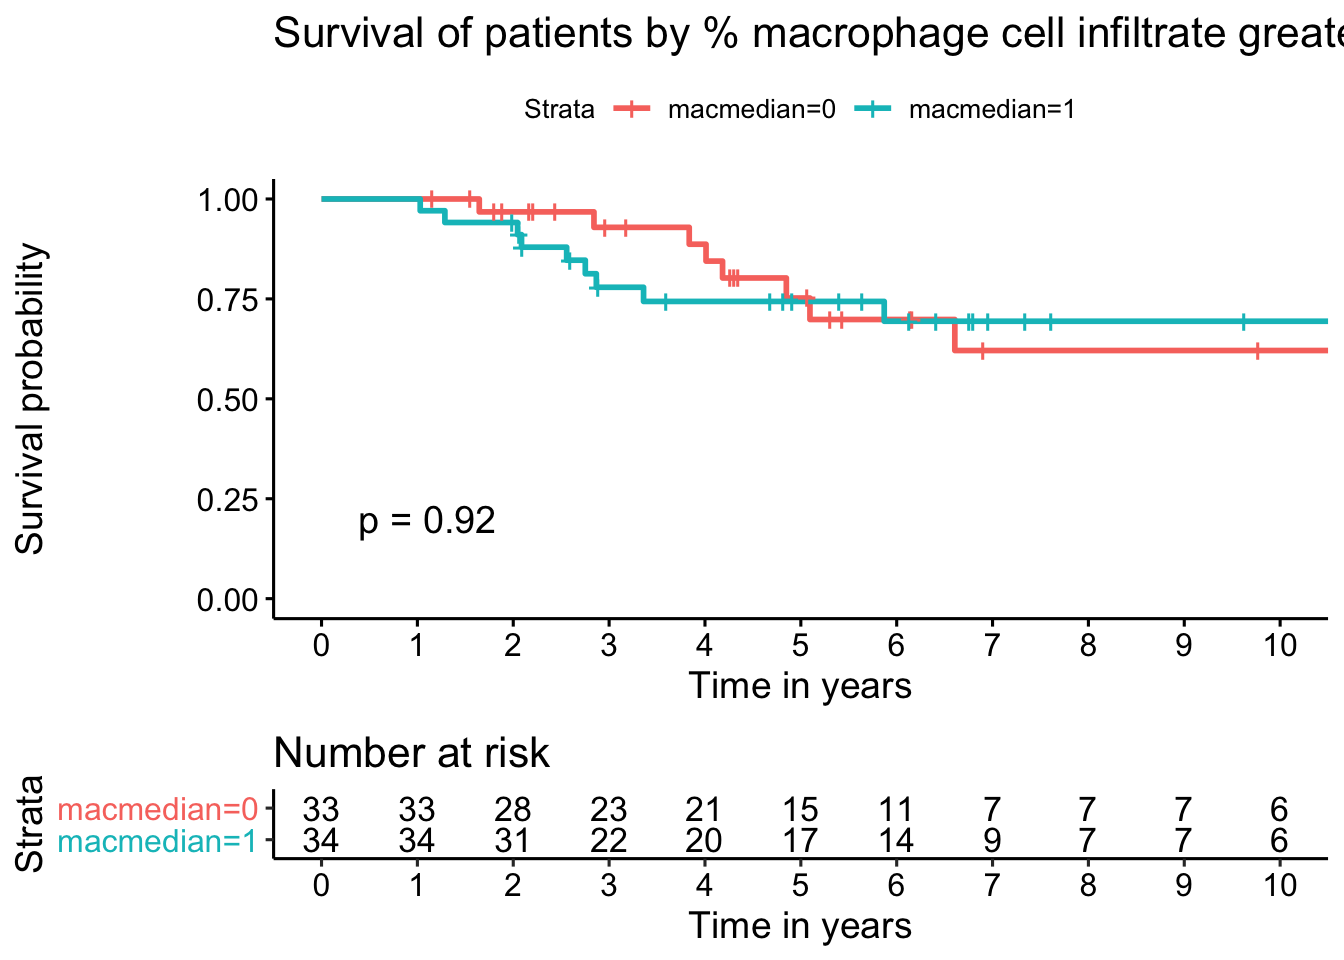 Survival of patients by % macrophage cell infiltrate greate
Strata macmedian=0 macmedian=1
Survival probability
1.00
0.75
0.50
0.25
0.00
p = 0.92
0 1 2 3 4 5 6 7 8 9 10
Time in years
Number at risk
Strata
macmedian=0 33 33 28 23 21 15 11 7 7 7 6
macmedian=1 34 34 31 22 20 17 14 9 7 7 6
0 1 2 3 4 5 6 7 8 9 10
Time in years